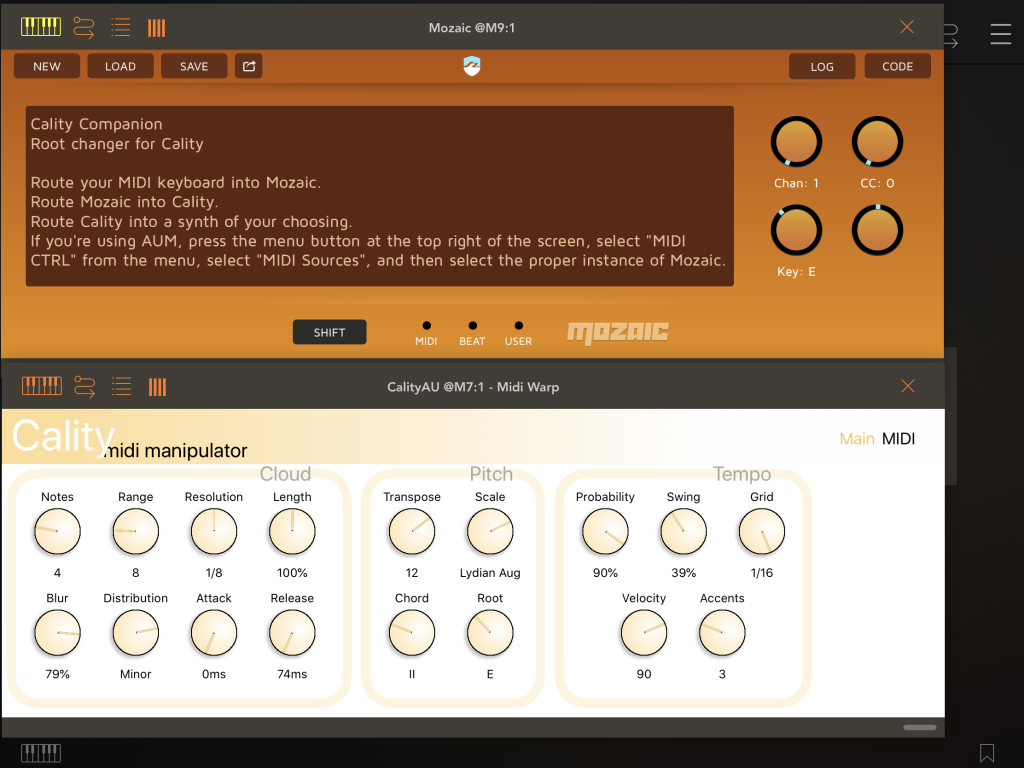 Mozaic @M9:1
NEW LOAD SAVE LOG CODE
Cality Companion
Root changer for Cality
Route your MIDI keyboard into Mozaic.
Route Mozaic into Cality.
Route Cality into a synth of your choosing.
If you're using AUM, press the menu button at the top right of the screen, select "MIDI
CTRL" from the menu, select "MIDI Sources", and then select the proper instance of Mozaic.
Chan: 1 CC: 0
Key: E
SHIFT
MIDI BEAT USER
mozaic
CalityAU @M7:1 - Midi Warp
Cality midi manipulator
Main MIDI
Cloud
Notes Range Resolution Length
4 8 1/8 100%
Blur Distribution Attack Release
79% Minor 0ms 74ms
Pitch
Transpose Scale
12 Lydian Aug
Chord Root
II E
Tempo
Probability Swing Grid
90% 39% 1/16
Velocity Accents
90 3